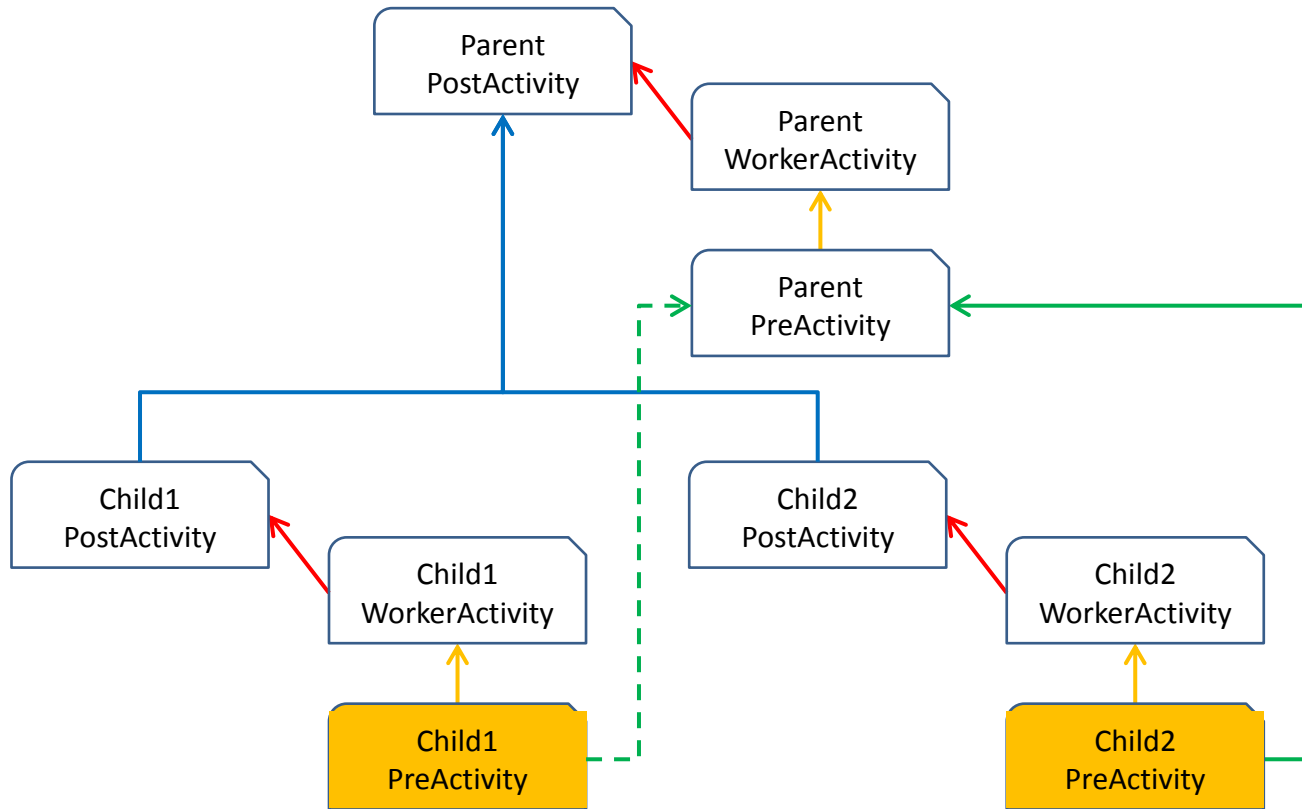 Parent
PostActivity
Parent
WorkerActivity
Parent
PreActivity
Child1
PostActivity
Child2
PostActivity
Child1
WorkerActivity
Child2
WorkerActivity
Child1
PreActivity
Child2
PreActivity